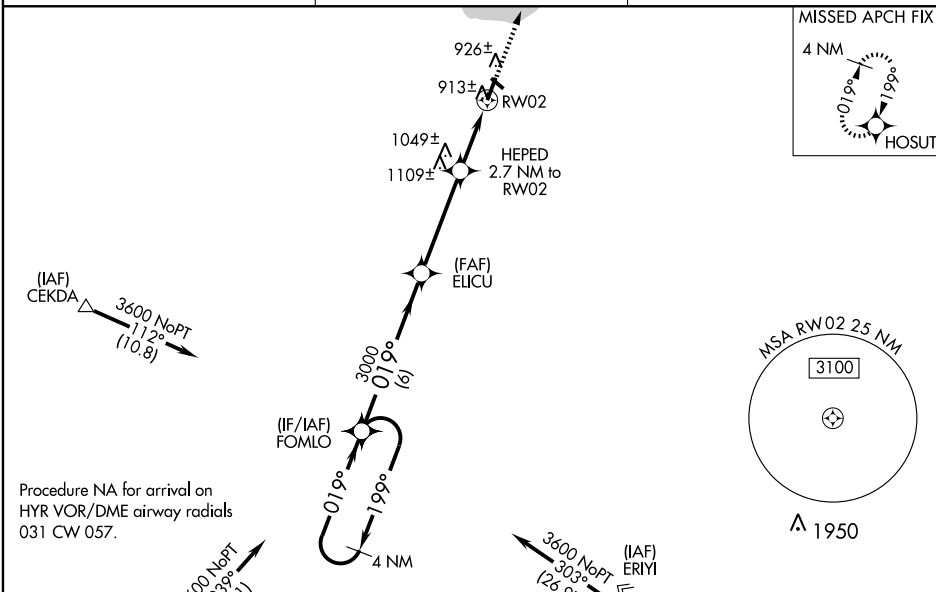 MISSED APCH FIX
4 NM
019°
199°
HOSUT
926±
913±
RW02
1049±
1109±
HEPED
2.7 NM to
RW02
(FAF)
ELICU
(IAF)
CEKDA
3600 NoPT
112°
(10.8)
3000
019°
(6)
(IF/IAF)
FOMLO
019°
199°
4 NM
MSA RW02 25 NM
3100
1950
Procedure NA for arrival on
HYR VOR/DME airway radials
031 CW 057.
NoPT
3600 NoPT
303°
(IAF)
ERIYI